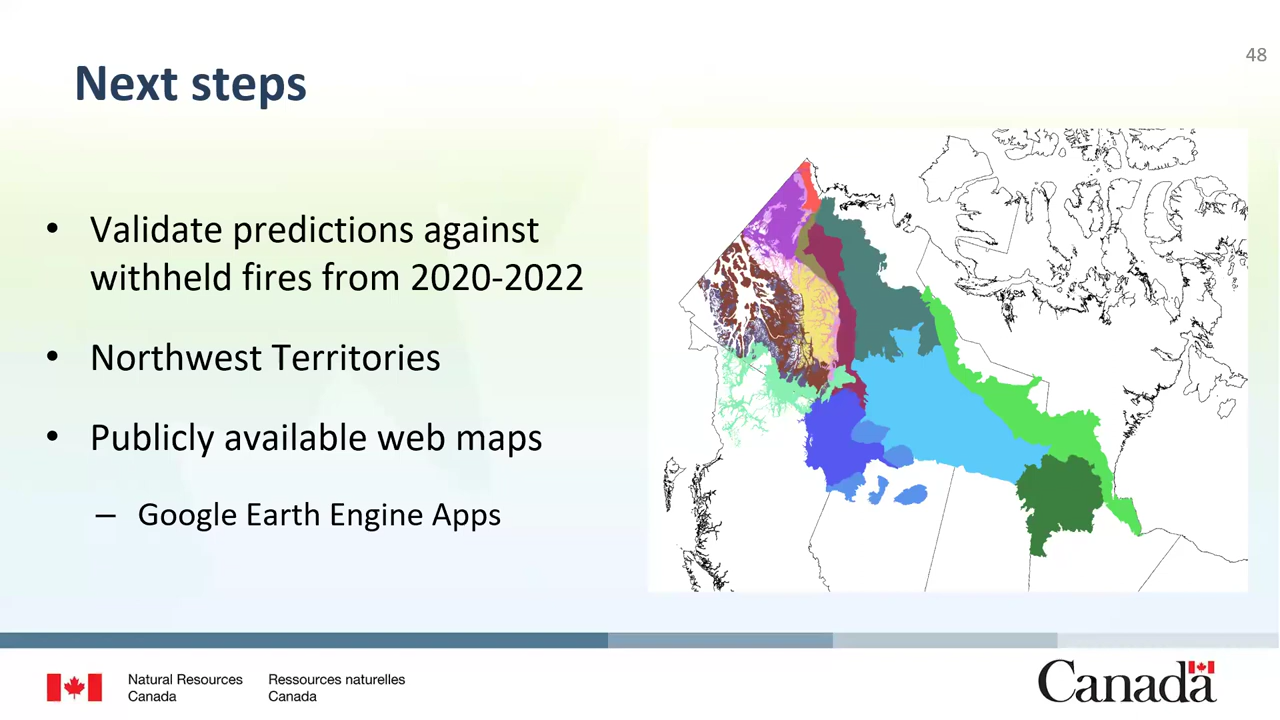 48
Next steps
• Validate predictions against
withheld fires from 2020-2022
• Northwest Territories
• Publicly available web maps
– Google Earth Engine Apps
Natural Resources
Canada
Ressources naturelles
Canada
Canada